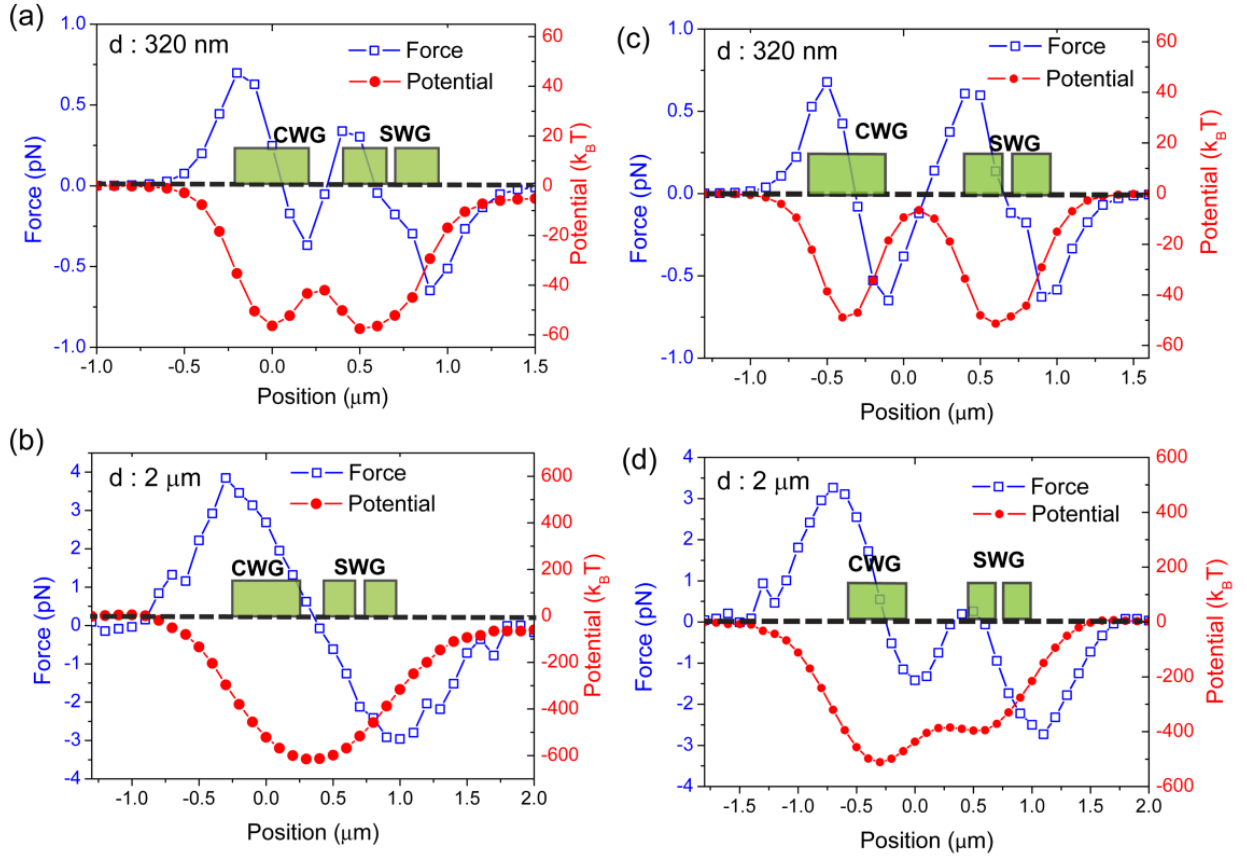 (a)
d : 320 nm
Force
Potential
CWG
SWG
1.0
0.5
0.0
-0.5
-1.0
Force (pN)
60
40
20
0
-20
-40
-60
Potential (k_BT)
-1.0 -0.5 0.0 0.5 1.0 1.5
Position (μm)
(c)
d : 320 nm
Force
Potential
CWG
SWG
1.0
0.5
0.0
-0.5
-1.0
Force (pN)
60
40
20
0
-20
-40
-60
Potential (k_BT)
-1.0 -0.5 0.0 0.5 1.0 1.5
Position (μm)
(b)
d : 2 μm
Force
Potential
CWG
SWG
4
3
2
1
0
-1
-2
-3
-4
Force (pN)
600
400
200
0
-200
-400
-600
Potential (k_BT)
-1.0 -0.5 0.0 0.5 1.0 1.5 2.0
Position (μm)
(d)
d : 2 μm
Force
Potential
CWG
SWG
5
4
3
2
1
0
-1
-2
-3
-4
Force (pN)
600
400
200
0
-200
-400
-600
Potential (k_BT)
-1.5 -1.0 -0.5 0.0 0.5 1.0 1.5 2.0
Position (μm)